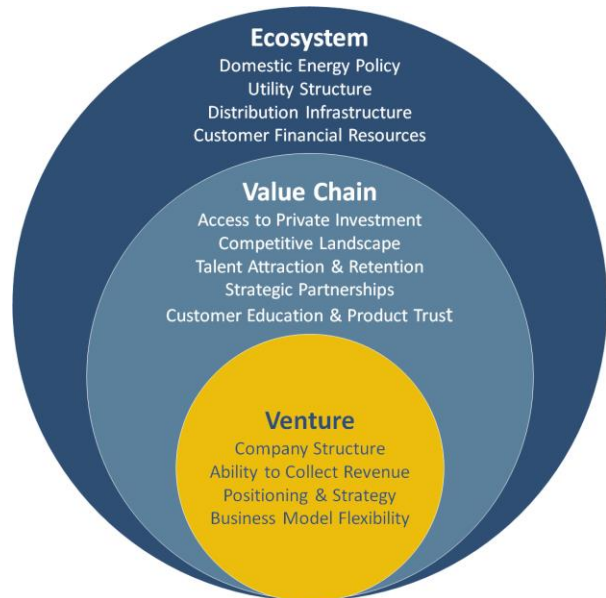 Ecosystem
Domestic Energy Policy
Utility Structure
Distribution Infrastructure
Customer Financial Resources
Value Chain
Access to Private Investment
Competitive Landscape
Talent Attraction & Retention
Strategic Partnerships
Customer Education & Product Trust
Venture
Company Structure
Ability to Collect Revenue
Positioning & Strategy
Business Model Flexibility